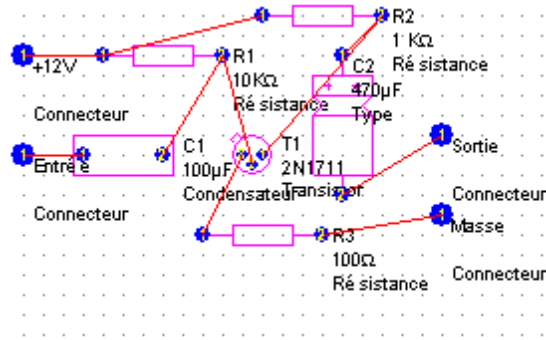 R2
1 KΩ
Ré sistance
+12V
Connecteur
R1
10KΩ
Ré sistance
C2
470µF
Type
Entré e
Connecteur
C1
100µF
Condensateur
T1
2N1711
Transistor
Sortie
Connecteur
Masse
Connecteur
R3
100Ω
Ré sistance